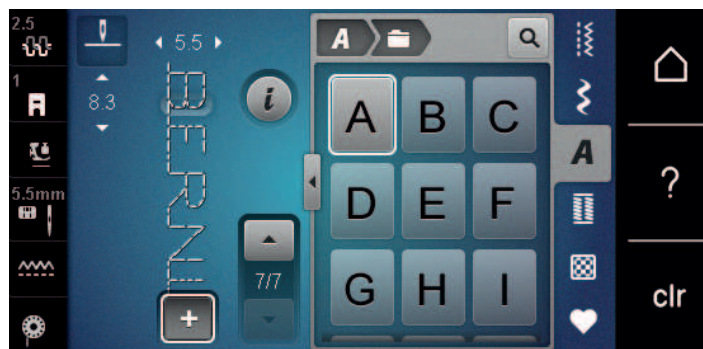 2.5
5.5
A
8.3
1
BERNI
i
A B C
A
5.5mm
D E F
?
7/7
G H I
+
clr